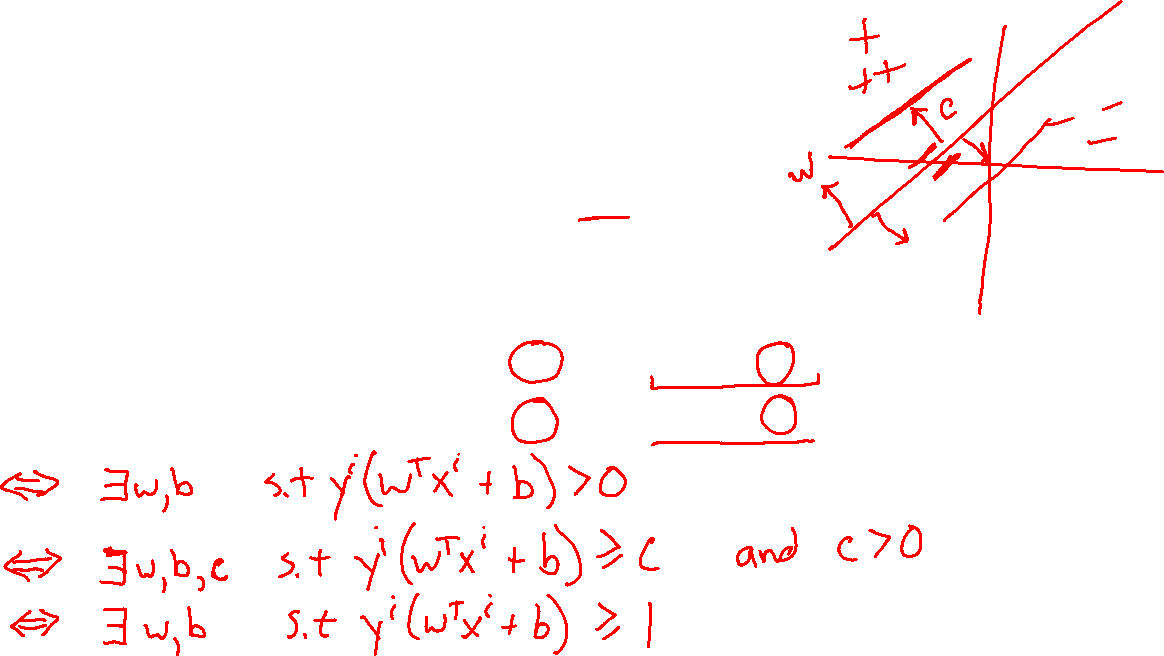 +
++
c
w
⇔ ∃w,b s.t yⁱ(wᵀxⁱ + b) > 0
⇔ ∃w,b,c s.t yⁱ(wᵀxⁱ + b) ≥ c and c > 0
⇔ ∃w,b s.t yⁱ(wᵀxⁱ + b) ≥ 1